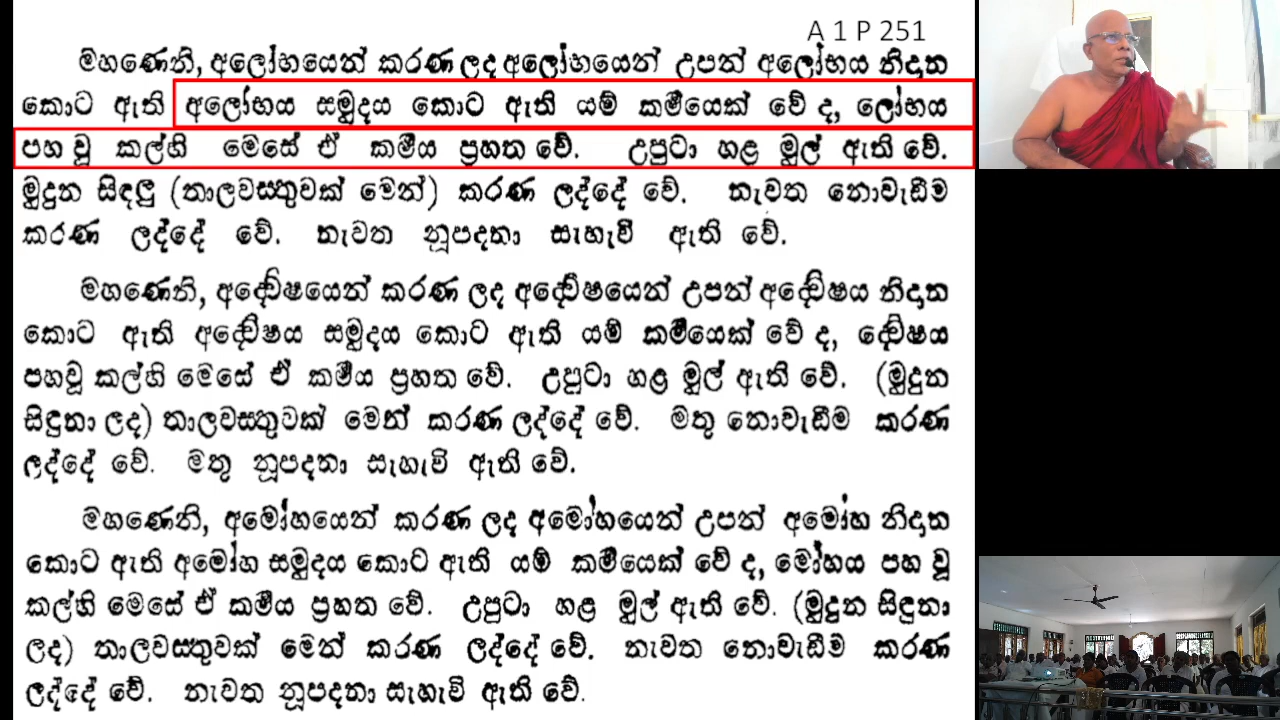 A 1 P 251
මහණෙනි, අලෝභයෙන් කරණ ලද අලෝභයෙන් උපන් අලෝභය නිදාන
කොට ඇති අලෝභය සමුදය කොට ඇති යම් කර්‍මයෙක් වේ ද, ලෝභය
පහ වූ කල්හි මෙසේ ඒ කර්‍මය ප්‍රහත වේ. උපුටා හළ මුල් ඇති වේ.
මුදුන සිඳලු (තාලවස්තුවක් මෙන්) කරණ ලද්දේ වේ. නැවත නොවැඩීම
කරණ ලද්දේ වේ. නැවත නූපදනා සැහැවි ඇති වේ.
මහණෙනි, අද්වේෂයෙන් කරණ ලද අද්වේෂයෙන් උපන් අද්වේෂය නිදාන
කොට ඇති අද්වේෂය සමුදය කොට ඇති යම් කර්‍මයෙක් වේ ද, ද්වේෂය
පහවූ කල්හි මෙසේ ඒ කර්‍මය ප්‍රහත වේ. උපුටා හළ මුල් ඇති වේ. (මුදුන
සිඳුනා ලද) තාලවස්තුවක් මෙන් කරණ ලද්දේ වේ. මතු නොවැඩීම කරණ
ලද්දේ වේ. මතු නූපදනා සැහැවි ඇති වේ.
මහණෙනි, අමෝහයෙන් කරණ ලද අමෝහයෙන් උපන් අමෝහ නිදාන
කොට ඇති අමෝහ සමුදය කොට ඇති යම් කර්‍මයෙක් වේ ද, මෝහය පහ වූ
කල්හි මෙසේ ඒ කර්‍මය ප්‍රහත වේ. උපුටා හළ මුල් ඇති වේ. (මුදුන සිඳුනා
ලද) තාලවස්තුවක් මෙන් කරණ ලද්දේ වේ. නැවත නොවැඩීම කරණ
ලද්දේ වේ. නැවත නූපදනා සැහැවි ඇති වේ.